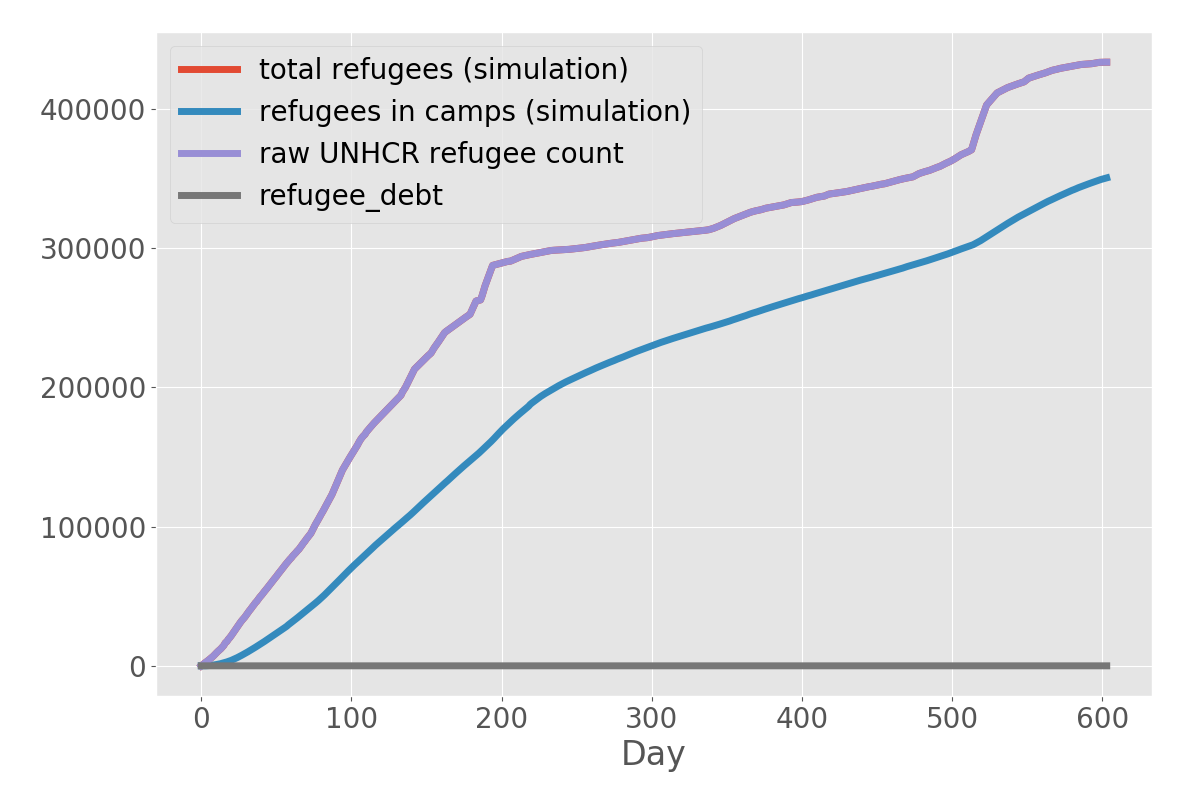 total refugees (simulation)
refugees in camps (simulation)
raw UNHCR refugee count
refugee_debt
400000
300000
200000
100000
0
0 100 200 300 400 500 600
Day